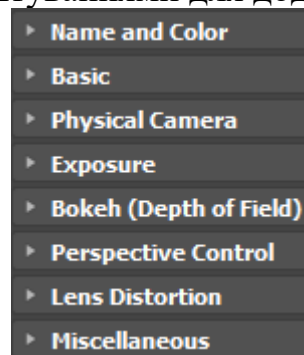 Name and Color
Basic
Physical Camera
Exposure
Bokeh (Depth of Field)
Perspective Control
Lens Distortion
Miscellaneous